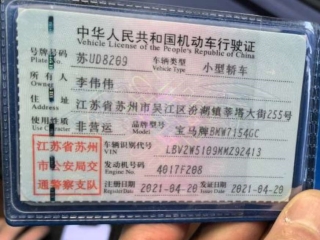 中华人民共和国机动车行驶证
Vehicle License of the People's Republic of China
号牌号码 苏UD8209 车辆类型 小型轿车
Plate No. Vehicle Type
所有人 李伟伟
Owner
住址 江苏省苏州市吴江区汾湖镇莘塔大街255号
Address
使用性质 非营运 品牌型号 宝马牌BMW7154GC
Use Character Model
江苏省苏州 车辆识别代号 LBV2W5109MMZ9Z413
VIN
市公安局交 发动机号码 4017F208
Engine No.
通警察支队 注册日期 2021-04-20 发证日期 2021-04-20
Register Date Issue Date